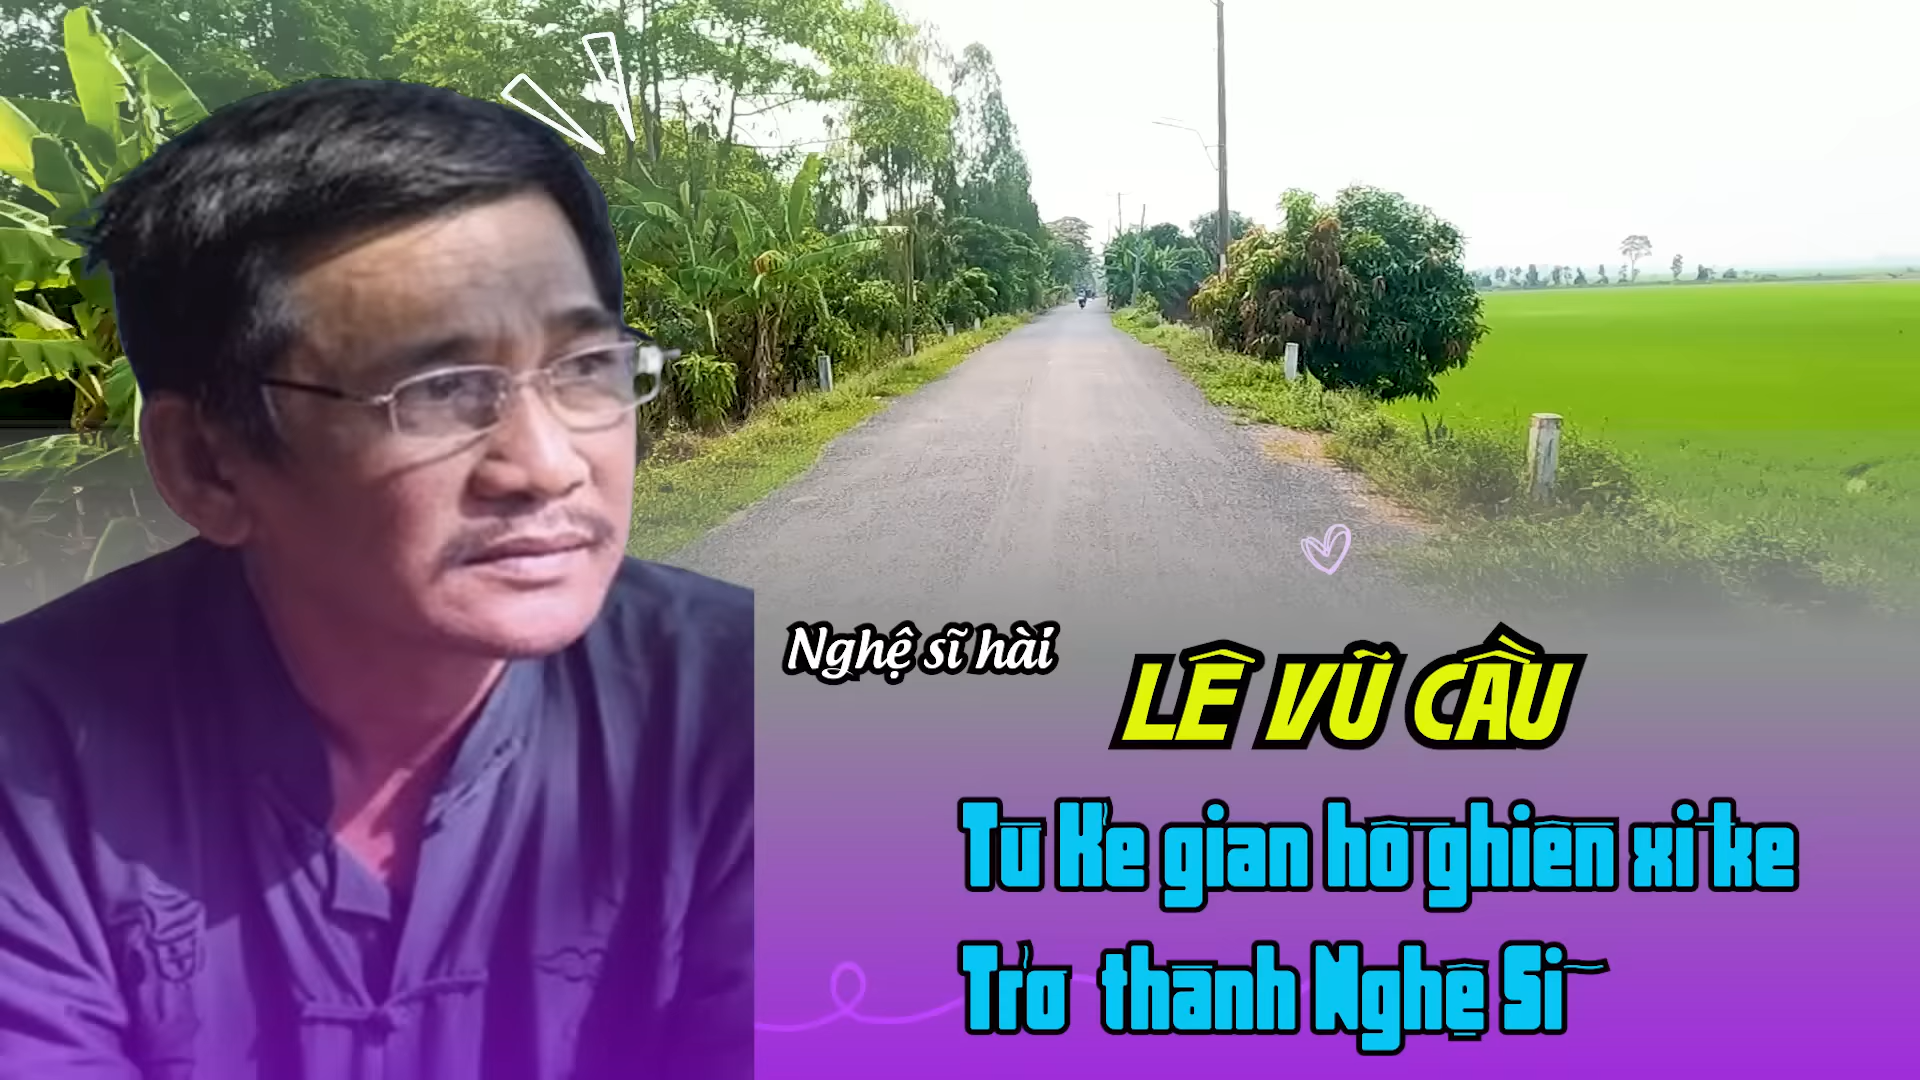 Nghệ sĩ hài
LÊ VŨ CẦU
Từ Kẻ gian hồ ghiền xì ke
Trở thành Nghệ Sĩ